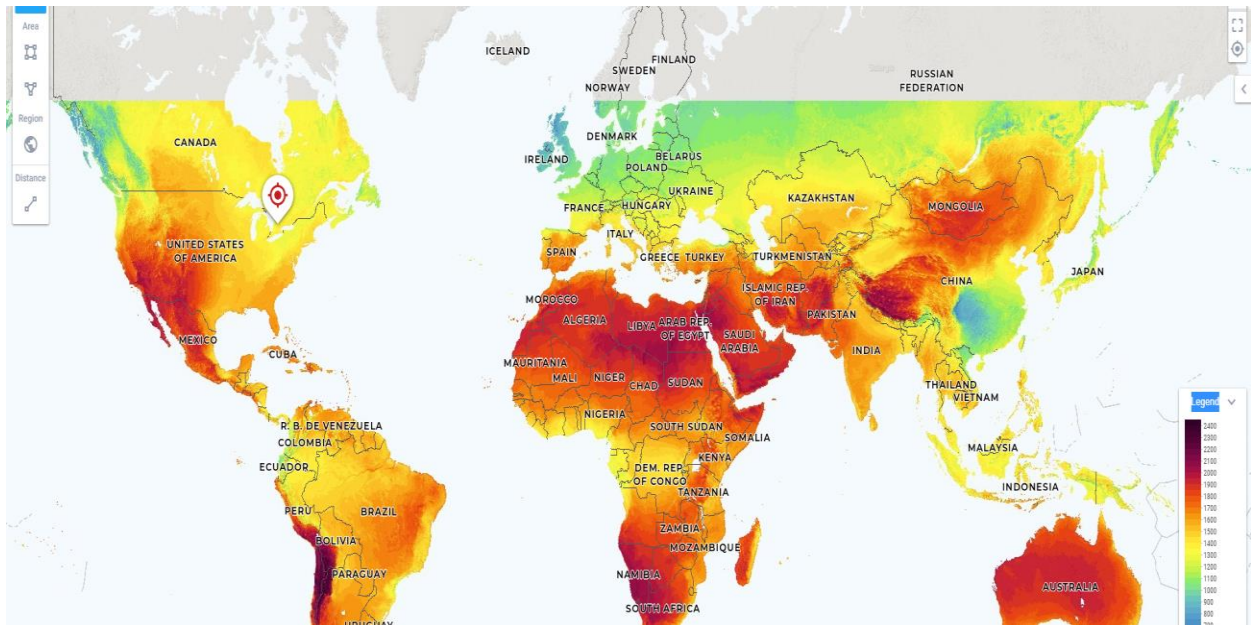 Area
Region
Distance
ICELAND
FINLAND
SWEDEN
NORWAY
RUSSIAN
FEDERATION
CANADA
DENMARK
IRELAND
BELARUS
POLAND
UKRAINE
KAZAKHSTAN
FRANCE
HUNGARY
MONGOLIA
ITALY
UNITED STATES
OF AMERICA
SPAIN
GREECE
TURKEY
TURKMENISTAN
JAPAN
CHINA
ISLAMIC REP.
OF IRAN
MOROCCO
PAKISTAN
ALGERIA
LIBYA
ARAB REP.
OF EGYPT
SAUDI
ARABIA
MEXICO
INDIA
CUBA
MAURITANIA
MALI
NIGER
CHAD
SUDAN
THAILAND
VIETNAM
NIGERIA
R. B. DE VENEZUELA
SOUTH SUDAN
COLOMBIA
SOMALIA
MALAYSIA
KENYA
ECUADOR
DEM. REP.
OF CONGO
INDONESIA
TANZANIA
PERÙ
BRAZIL
ZAMBIA
BOLIVIA
MOZAMBIQUE
PARAGUAY
NAMIBIA
AUSTRALIA
SOUTH AFRICA
URUGUAY
Legend
2400
2300
2200
2100
2000
1900
1800
1700
1600
1500
1400
1300
1200
1100
1000
900
800
700